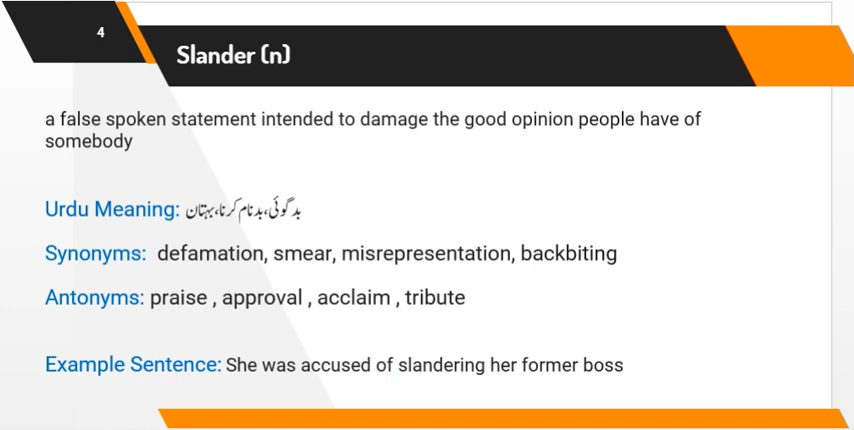 4
Slander (n)
a false spoken statement intended to damage the good opinion people have of
somebody
Urdu Meaning: بد گوئی،بدنام کرنا،بہتان
Synonyms: defamation, smear, misrepresentation, backbiting
Antonyms: praise , approval , acclaim , tribute
Example Sentence: She was accused of slandering her former boss